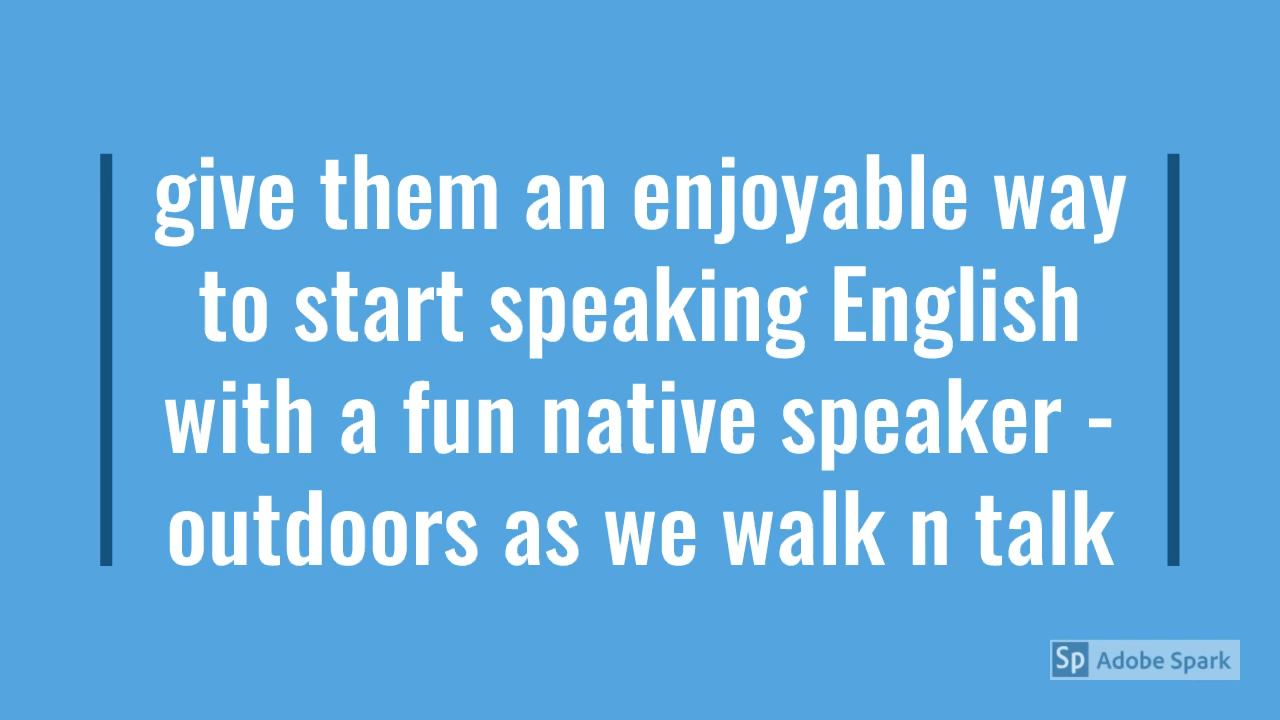 give them an enjoyable way
to start speaking English
with a fun native speaker -
outdoors as we walk n talk
Sp Adobe Spark